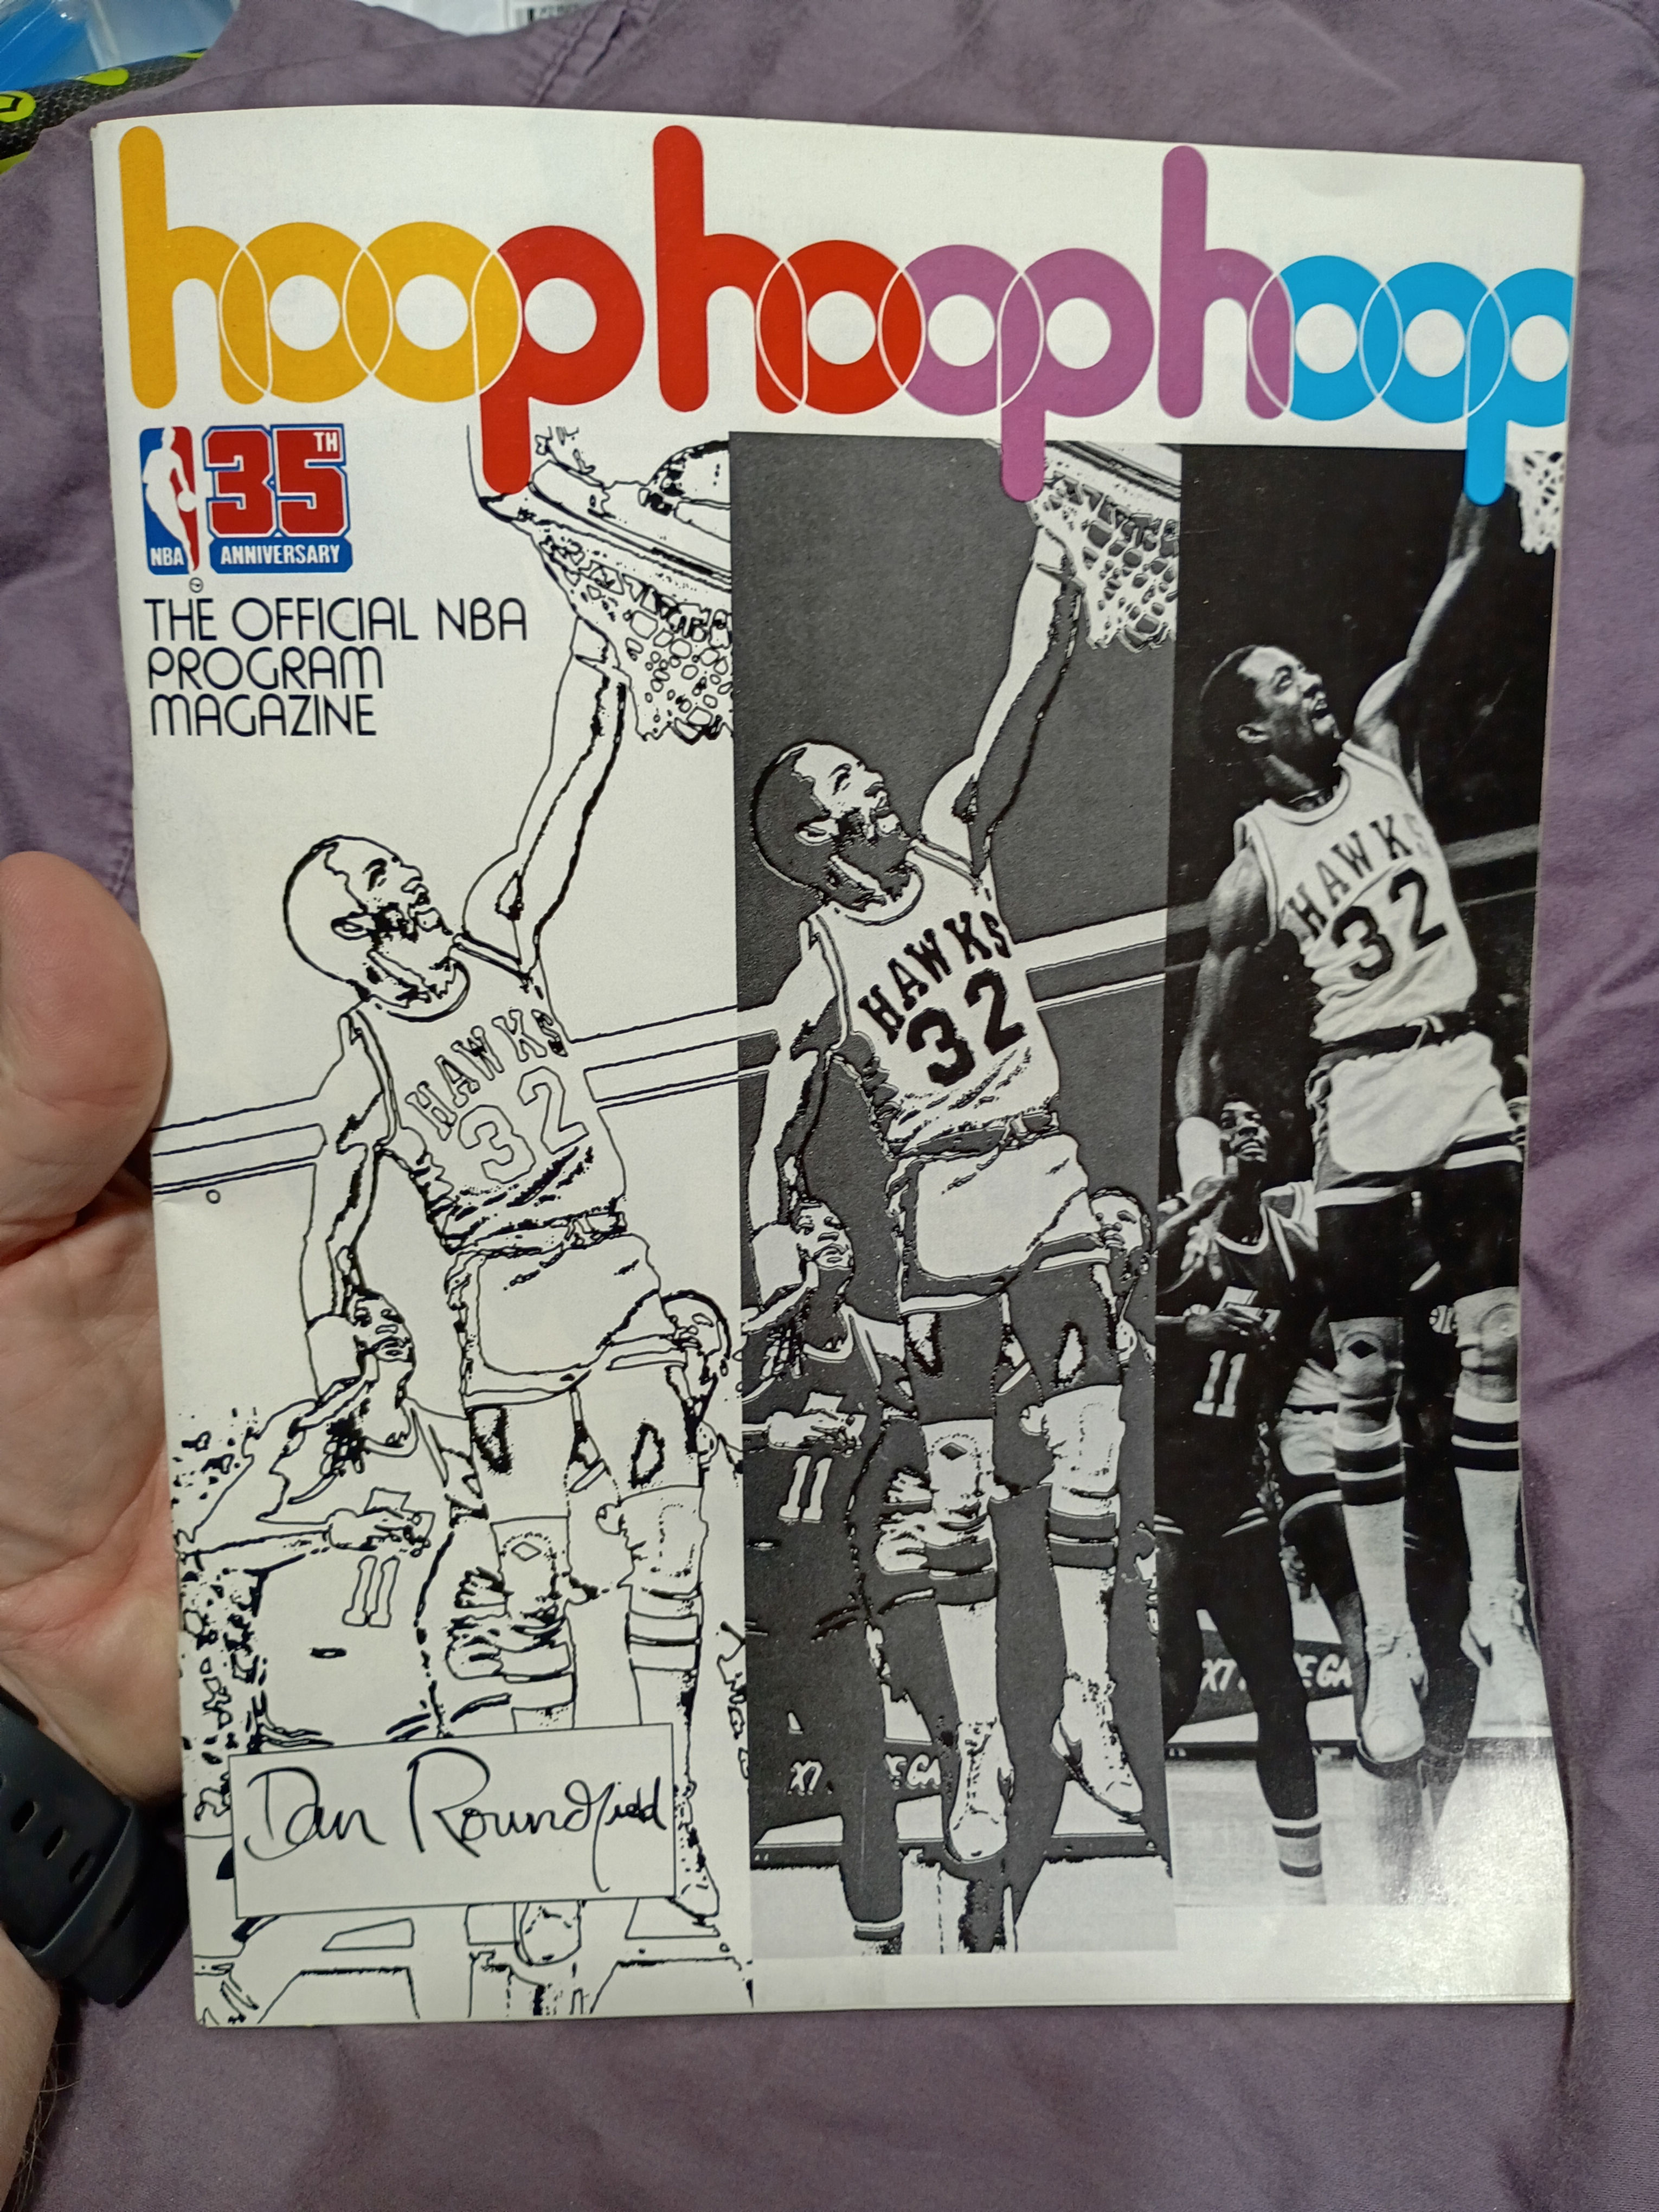 hoophoophoop
35TH
NBA ANNIVERSARY
THE OFFICIAL NBA
PROGRAM
MAGAZINE
HAWKS
32
HAWKS
32
HAWKS
32
11
11
11
Dan Roundfield